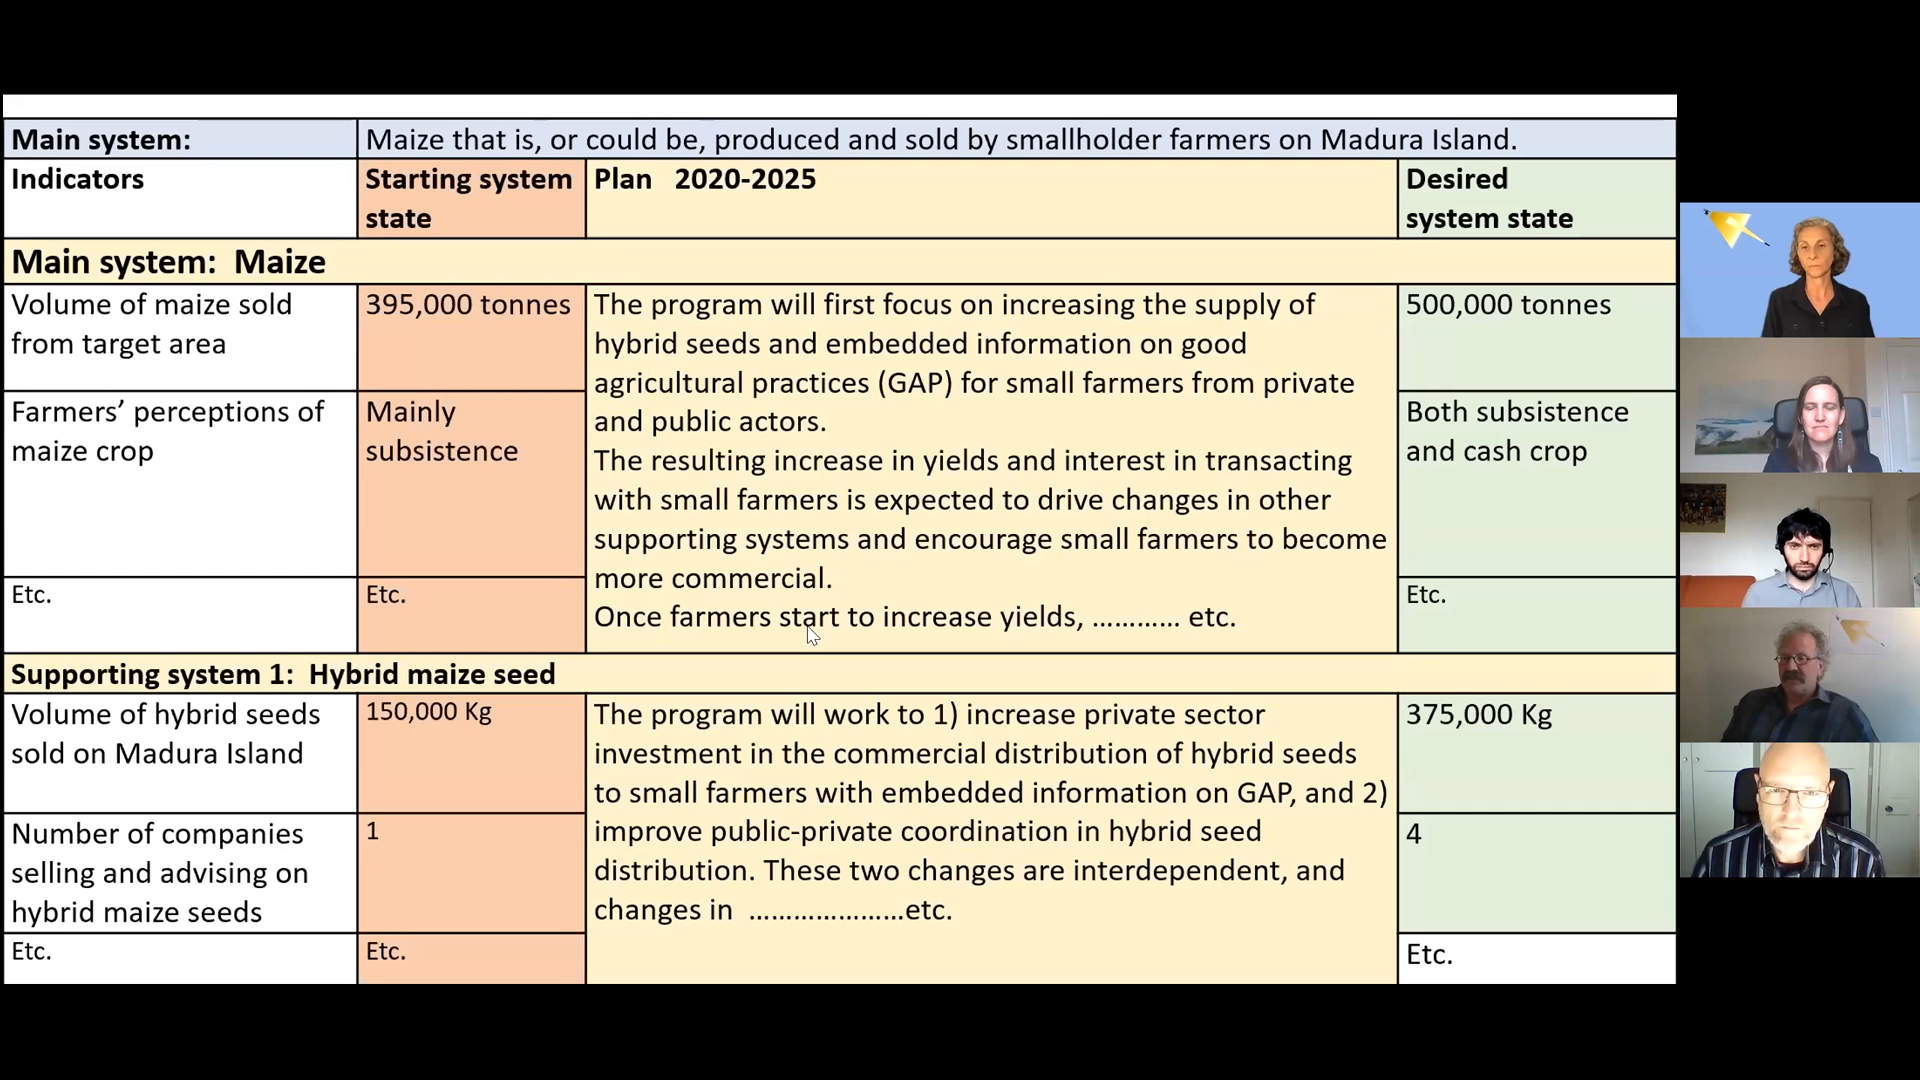 Main system:
Maize that is, or could be, produced and sold by smallholder farmers on Madura Island.
Indicators
Starting system
state
Plan 2020-2025
Desired
system state
Main system: Maize
Volume of maize sold
from target area
395,000 tonnes
The program will first focus on increasing the supply of
hybrid seeds and embedded information on good
agricultural practices (GAP) for small farmers from private
and public actors.
The resulting increase in yields and interest in transacting
with small farmers is expected to drive changes in other
supporting systems and encourage small farmers to become
more commercial.
Once farmers start to increase yields, ………… etc.
500,000 tonnes
Farmers’ perceptions of
maize crop
Mainly
subsistence
Both subsistence
and cash crop
Etc.
Etc.
Etc.
Supporting system 1: Hybrid maize seed
Volume of hybrid seeds
sold on Madura Island
150,000 Kg
The program will work to 1) increase private sector
investment in the commercial distribution of hybrid seeds
to small farmers with embedded information on GAP, and 2)
improve public-private coordination in hybrid seed
distribution. These two changes are interdependent, and
changes in …………………etc.
375,000 Kg
Number of companies
selling and advising on
hybrid maize seeds
1
4
Etc.
Etc.
Etc.